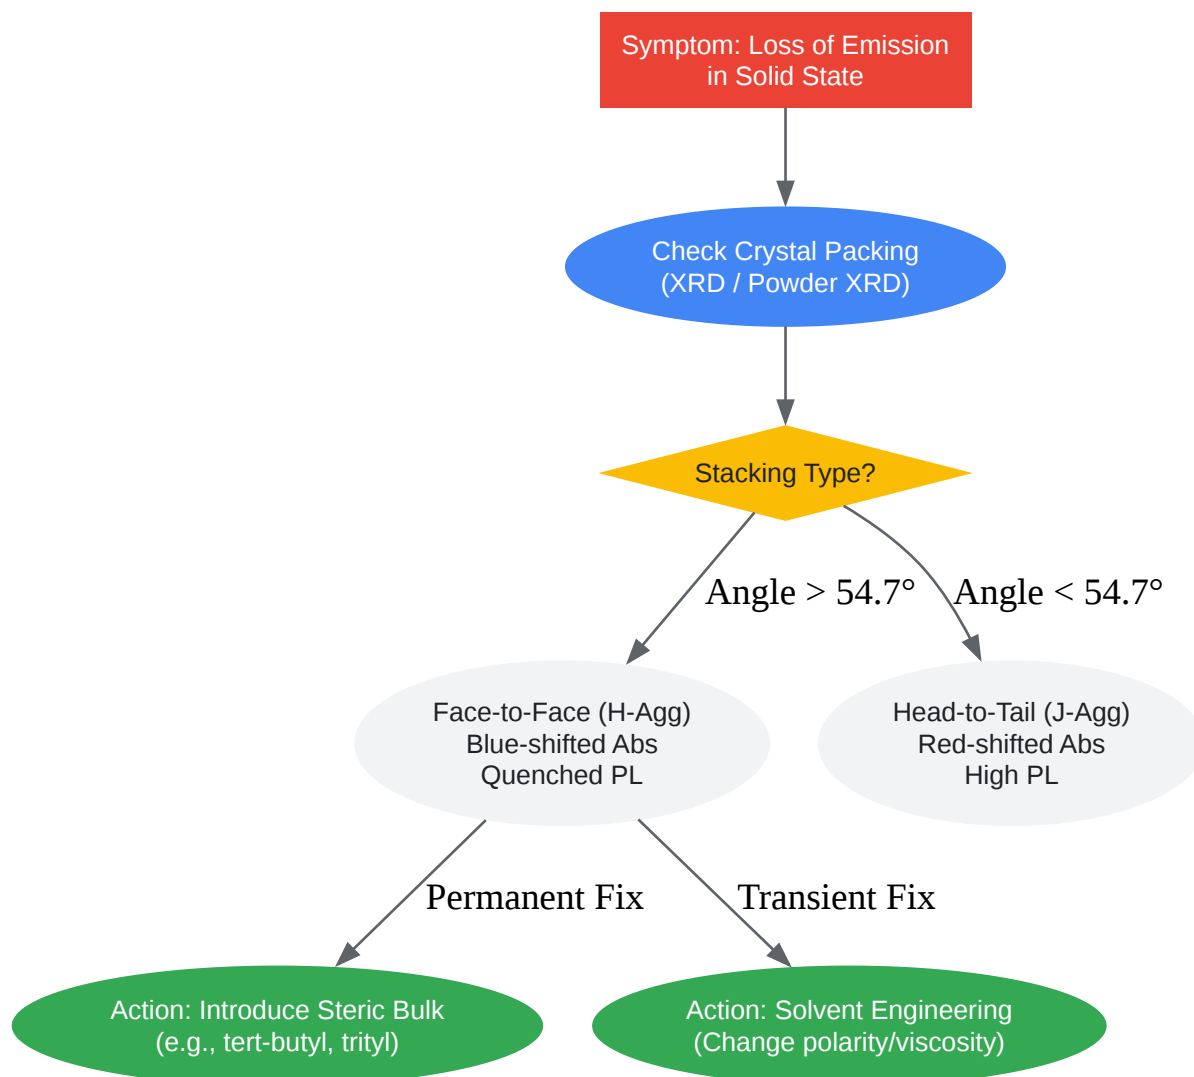 Symptom: Loss of Emission
in Solid State
Check Crystal Packing
(XRD / Powder XRD)
Stacking Type?
Angle > 54.7°
Angle < 54.7°
Face-to-Face (H-Agg)
Blue-shifted Abs
Quenched PL
Head-to-Tail (J-Agg)
Red-shifted Abs
High PL
Permanent Fix
Transient Fix
Action: Introduce Steric Bulk
(e.g., tert-butyl, trityl)
Action: Solvent Engineering
(Change polarity/viscosity)